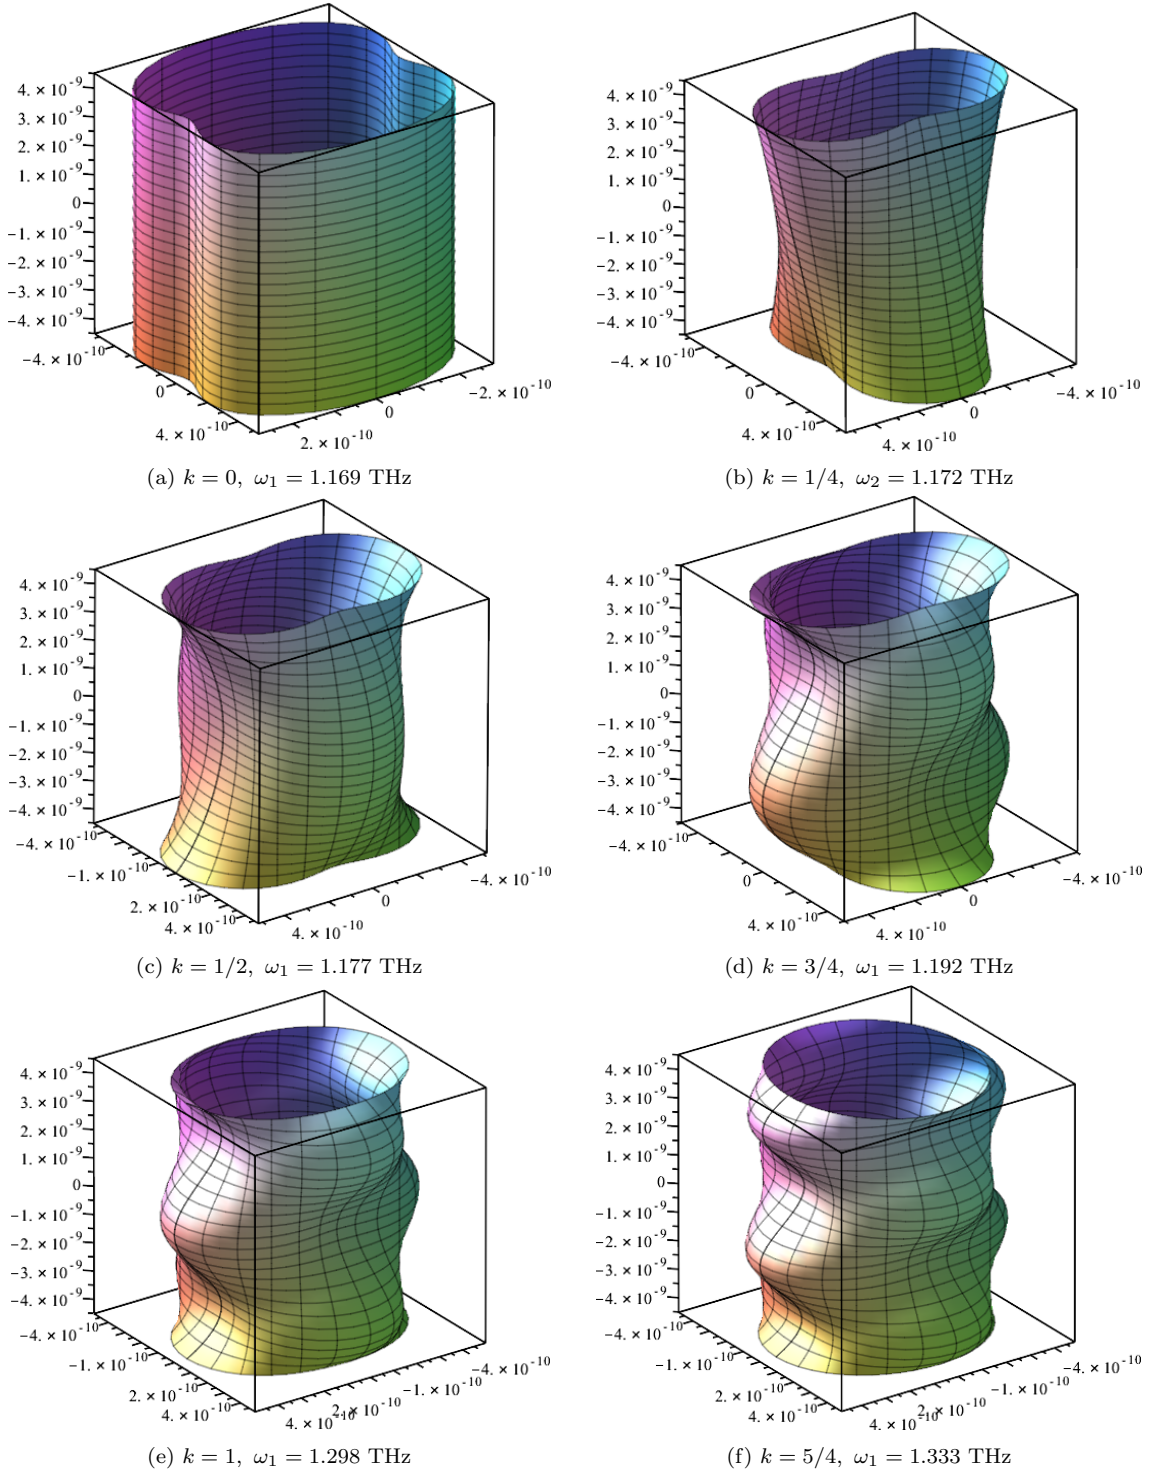 4. × 10⁻⁹
3. × 10⁻⁹
2. × 10⁻⁹
1. × 10⁻⁹
0
−1. × 10⁻⁹
−2. × 10⁻⁹
−3. × 10⁻⁹
−4. × 10⁻⁹
−4. × 10⁻¹⁰
0
4. × 10⁻¹⁰
2. × 10⁻¹⁰
0
−2. × 10⁻¹⁰
(a) k = 0, ω₁ = 1.169 THz
4. × 10⁻⁹
3. × 10⁻⁹
2. × 10⁻⁹
1. × 10⁻⁹
0
−1. × 10⁻⁹
−2. × 10⁻⁹
−3. × 10⁻⁹
−4. × 10⁻⁹
−4. × 10⁻¹⁰
0
4. × 10⁻¹⁰
4. × 10⁻¹⁰
0
−4. × 10⁻¹⁰
(b) k = 1/4, ω₂ = 1.172 THz
4. × 10⁻⁹
2. × 10⁻⁹
1. × 10⁻⁹
0
−1. × 10⁻⁹
−2. × 10⁻⁹
−3. × 10⁻⁹
−4. × 10⁻⁹
−4. × 10⁻¹⁰
−1. × 10⁻¹⁰
2. × 10⁻¹⁰
4. × 10⁻¹⁰
4. × 10⁻¹⁰
0
−4. × 10⁻¹⁰
(c) k = 1/2, ω₁ = 1.177 THz
4. × 10⁻⁹
2. × 10⁻⁹
1. × 10⁻⁹
0
−1. × 10⁻⁹
−2. × 10⁻⁹
−3. × 10⁻⁹
−4. × 10⁻⁹
−4. × 10⁻¹⁰
0
4. × 10⁻¹⁰
4. × 10⁻¹⁰
0
−4. × 10⁻¹⁰
(d) k = 3/4, ω₁ = 1.192 THz
4. × 10⁻⁹
3. × 10⁻⁹
2. × 10⁻⁹
1. × 10⁻⁹
0
−1. × 10⁻⁹
−2. × 10⁻⁹
−3. × 10⁻⁹
−4. × 10⁻⁹
−4. × 10⁻¹⁰
−1. × 10⁻¹⁰
2. × 10⁻¹⁰
4. × 10⁻¹⁰
4. × 10⁻¹⁰
2. × 10⁻¹⁰
−1. × 10⁻¹⁰
−4. × 10⁻¹⁰
(e) k = 1, ω₁ = 1.298 THz
4. × 10⁻⁹
3. × 10⁻⁹
2. × 10⁻⁹
1. × 10⁻⁹
0
−1. × 10⁻⁹
−2. × 10⁻⁹
−3. × 10⁻⁹
−4. × 10⁻⁹
−4. × 10⁻¹⁰
−1. × 10⁻¹⁰
2. × 10⁻¹⁰
4. × 10⁻¹⁰
4. × 10⁻¹⁰
2. × 10⁻¹⁰
−1. × 10⁻¹⁰
−4. × 10⁻¹⁰
(f) k = 5/4, ω₁ = 1.333 THz